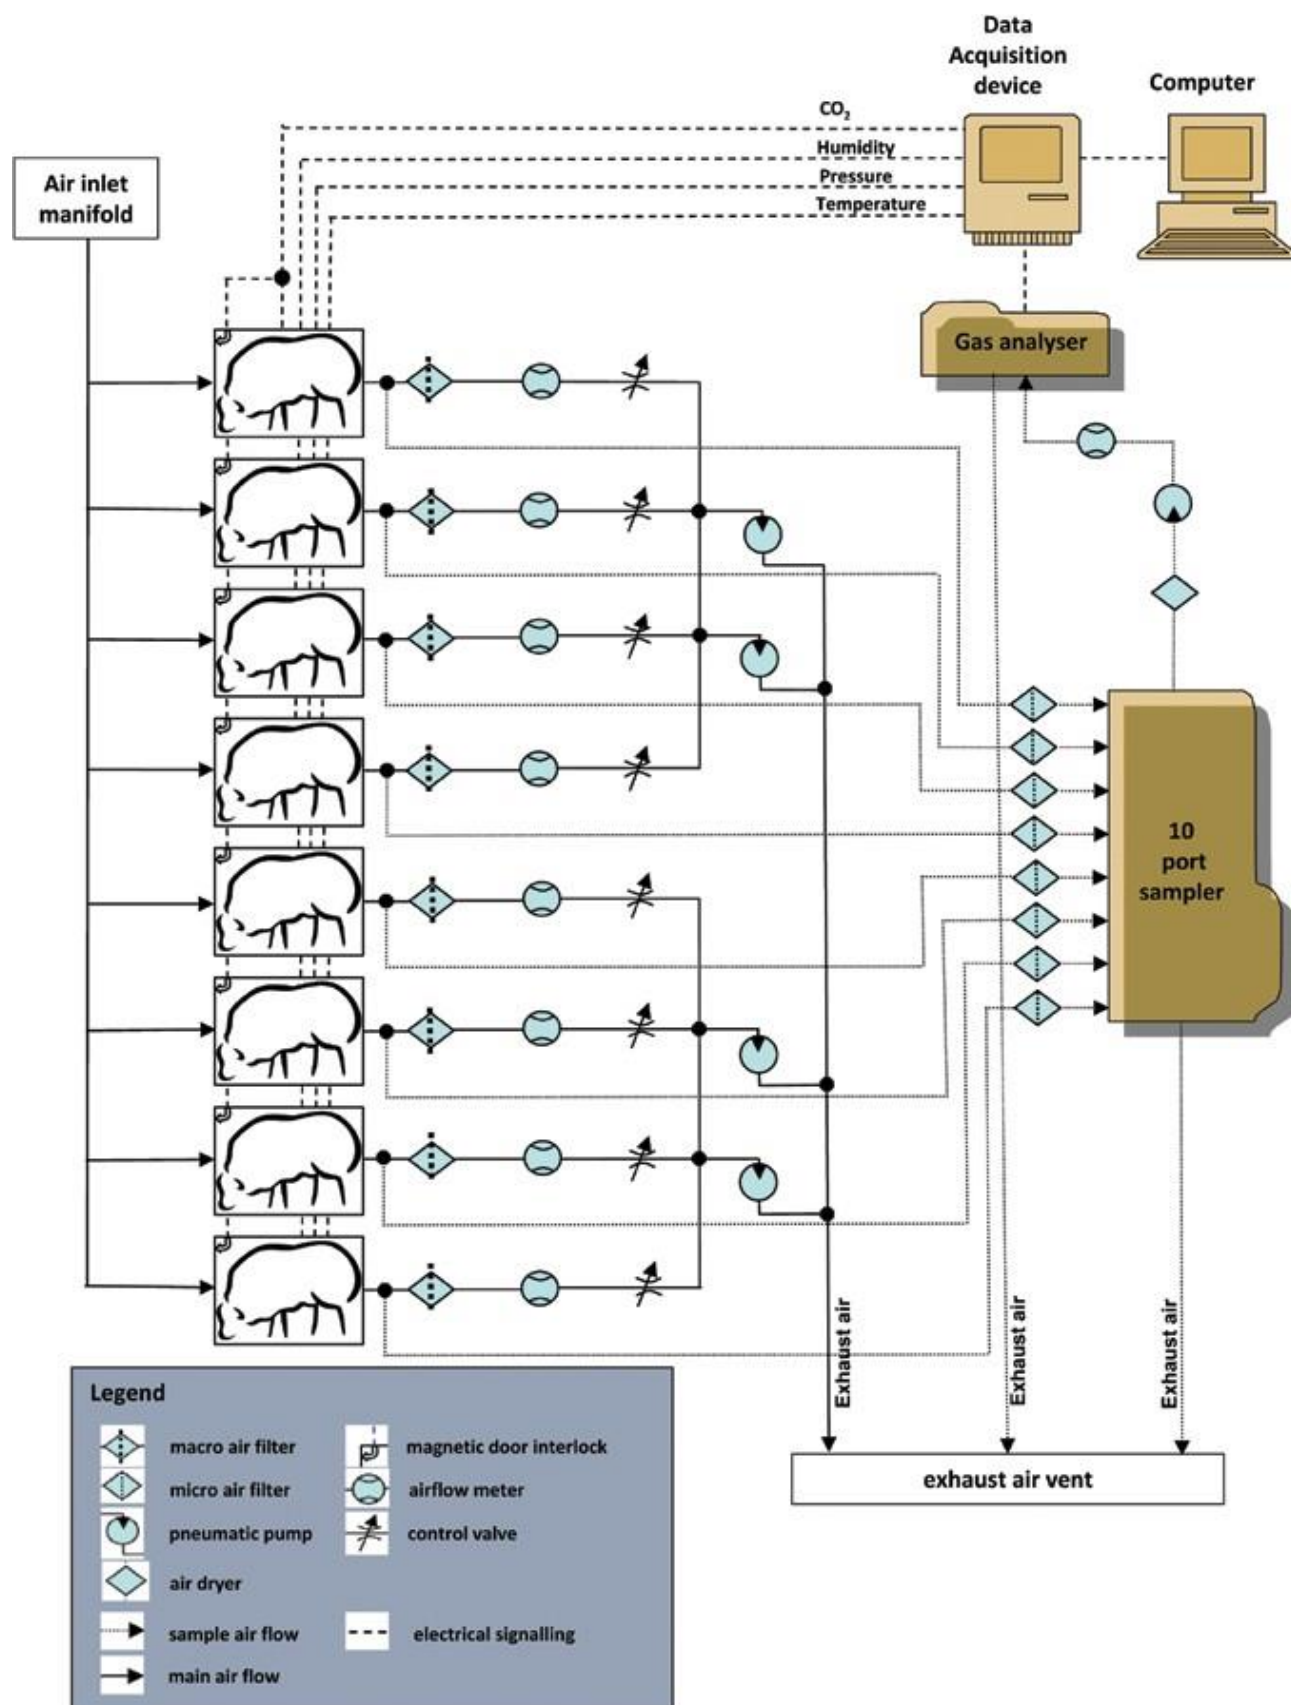 Data
Acquisition
device
Computer
CO₂
Humidity
Pressure
Temperature
Air inlet
manifold
Gas analyser
10
port
sampler
Exhaust air
Exhaust air
Exhaust air
exhaust air vent
Legend
macro air filter
magnetic door interlock
micro air filter
airflow meter
pneumatic pump
control valve
air dryer
sample air flow
electrical signalling
main air flow